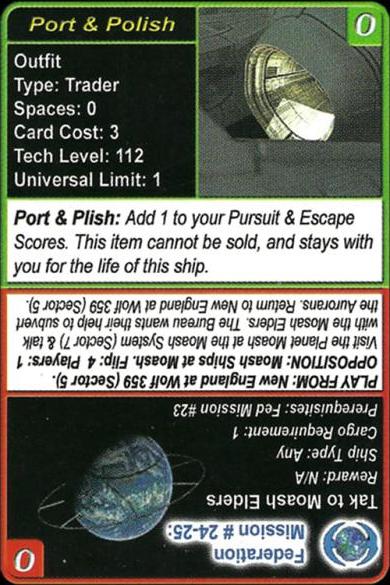 Port & Polish
0
Outfit
Type: Trader
Spaces: 0
Card Cost: 3
Tech Level: 112
Universal Limit: 1
Port & Plish: Add 1 to your Pursuit & Escape
Scores. This item cannot be sold, and stays with
you for the life of this ship.
Federation
Mission # 24-25:
0
Tak to Moash Elders
Reward: N/A
Ship Type: Any
Cargo Requirement: 1
Prerequisites: Fed Mission #23
PLAY FROM: New England at Wolf 359 (Sector 5).
OPPOSITION: Moash Ships at Moash. Flip: 4 Players: 1
Visit the Planet Moash at the Moash System (Sector 7) & talk
with the Mosah Elders. The Bureau wants their help to subvert
the Aurorans. Return to New England at Wolf 359 (Sector 5).